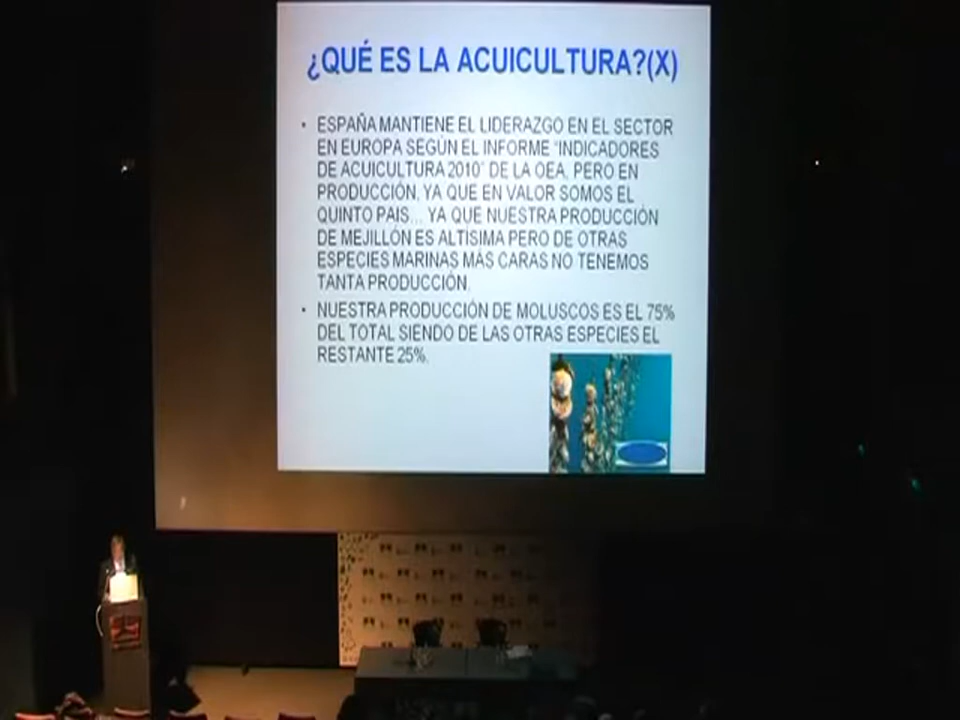 ¿QUÉ ES LA ACUICULTURA?(X)
• ESPAÑA MANTIENE EL LIDERAZGO EN EL SECTOR
EN EUROPA SEGÚN EL INFORME "INDICADORES
DE ACUICULTURA 2010" DE LA OEA, PERO EN
PRODUCCIÓN, YA QUE EN VALOR SOMOS EL
QUINTO PAIS... YA QUE NUESTRA PRODUCCIÓN
DE MEJILLÓN ES ALTÍSIMA PERO DE OTRAS
ESPECIES MARINAS MÁS CARAS NO TENEMOS
TANTA PRODUCCIÓN.
• NUESTRA PRODUCCIÓN DE MOLUSCOS ES EL 75%
DEL TOTAL SIENDO DE LAS OTRAS ESPECIES EL
RESTANTE 25%.